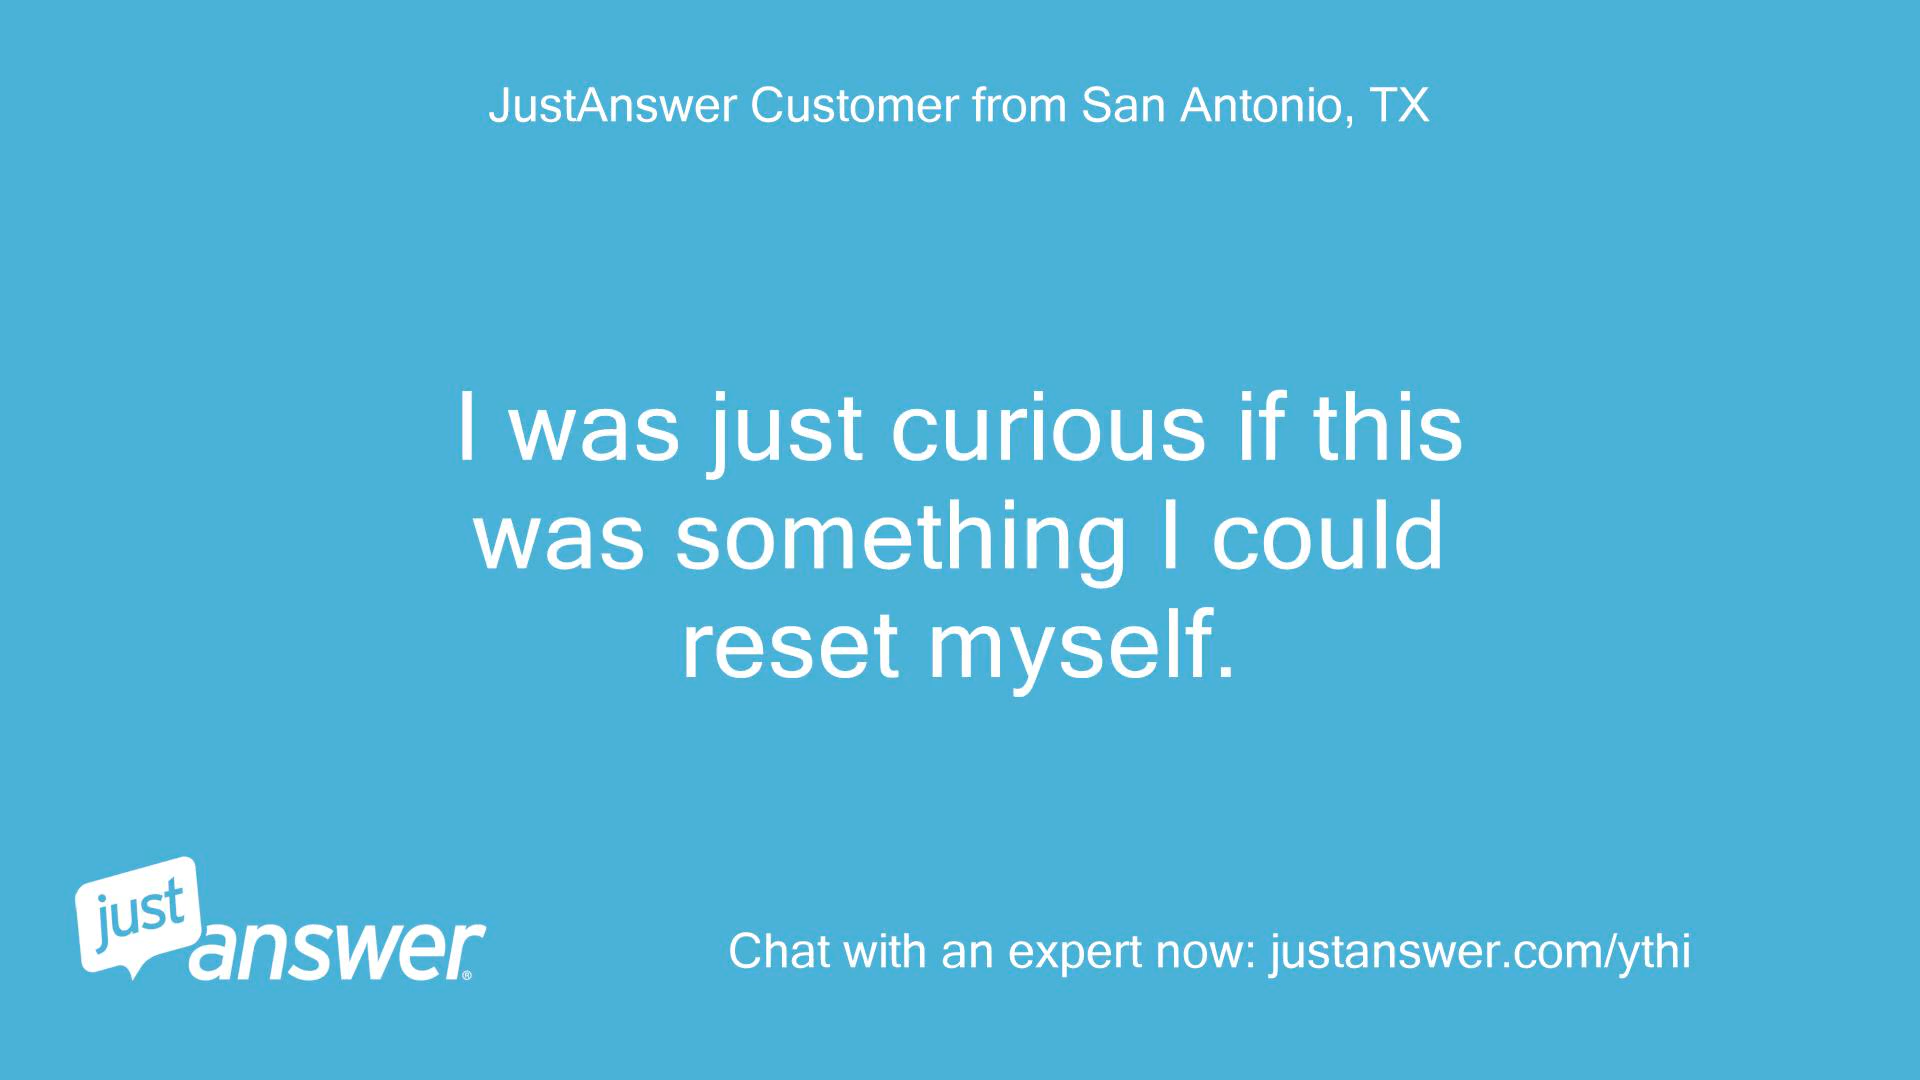 JustAnswer Customer from San Antonio, TX
I was just curious if this
was something I could
reset myself.
just
answer®
Chat with an expert now: justanswer.com/ythi